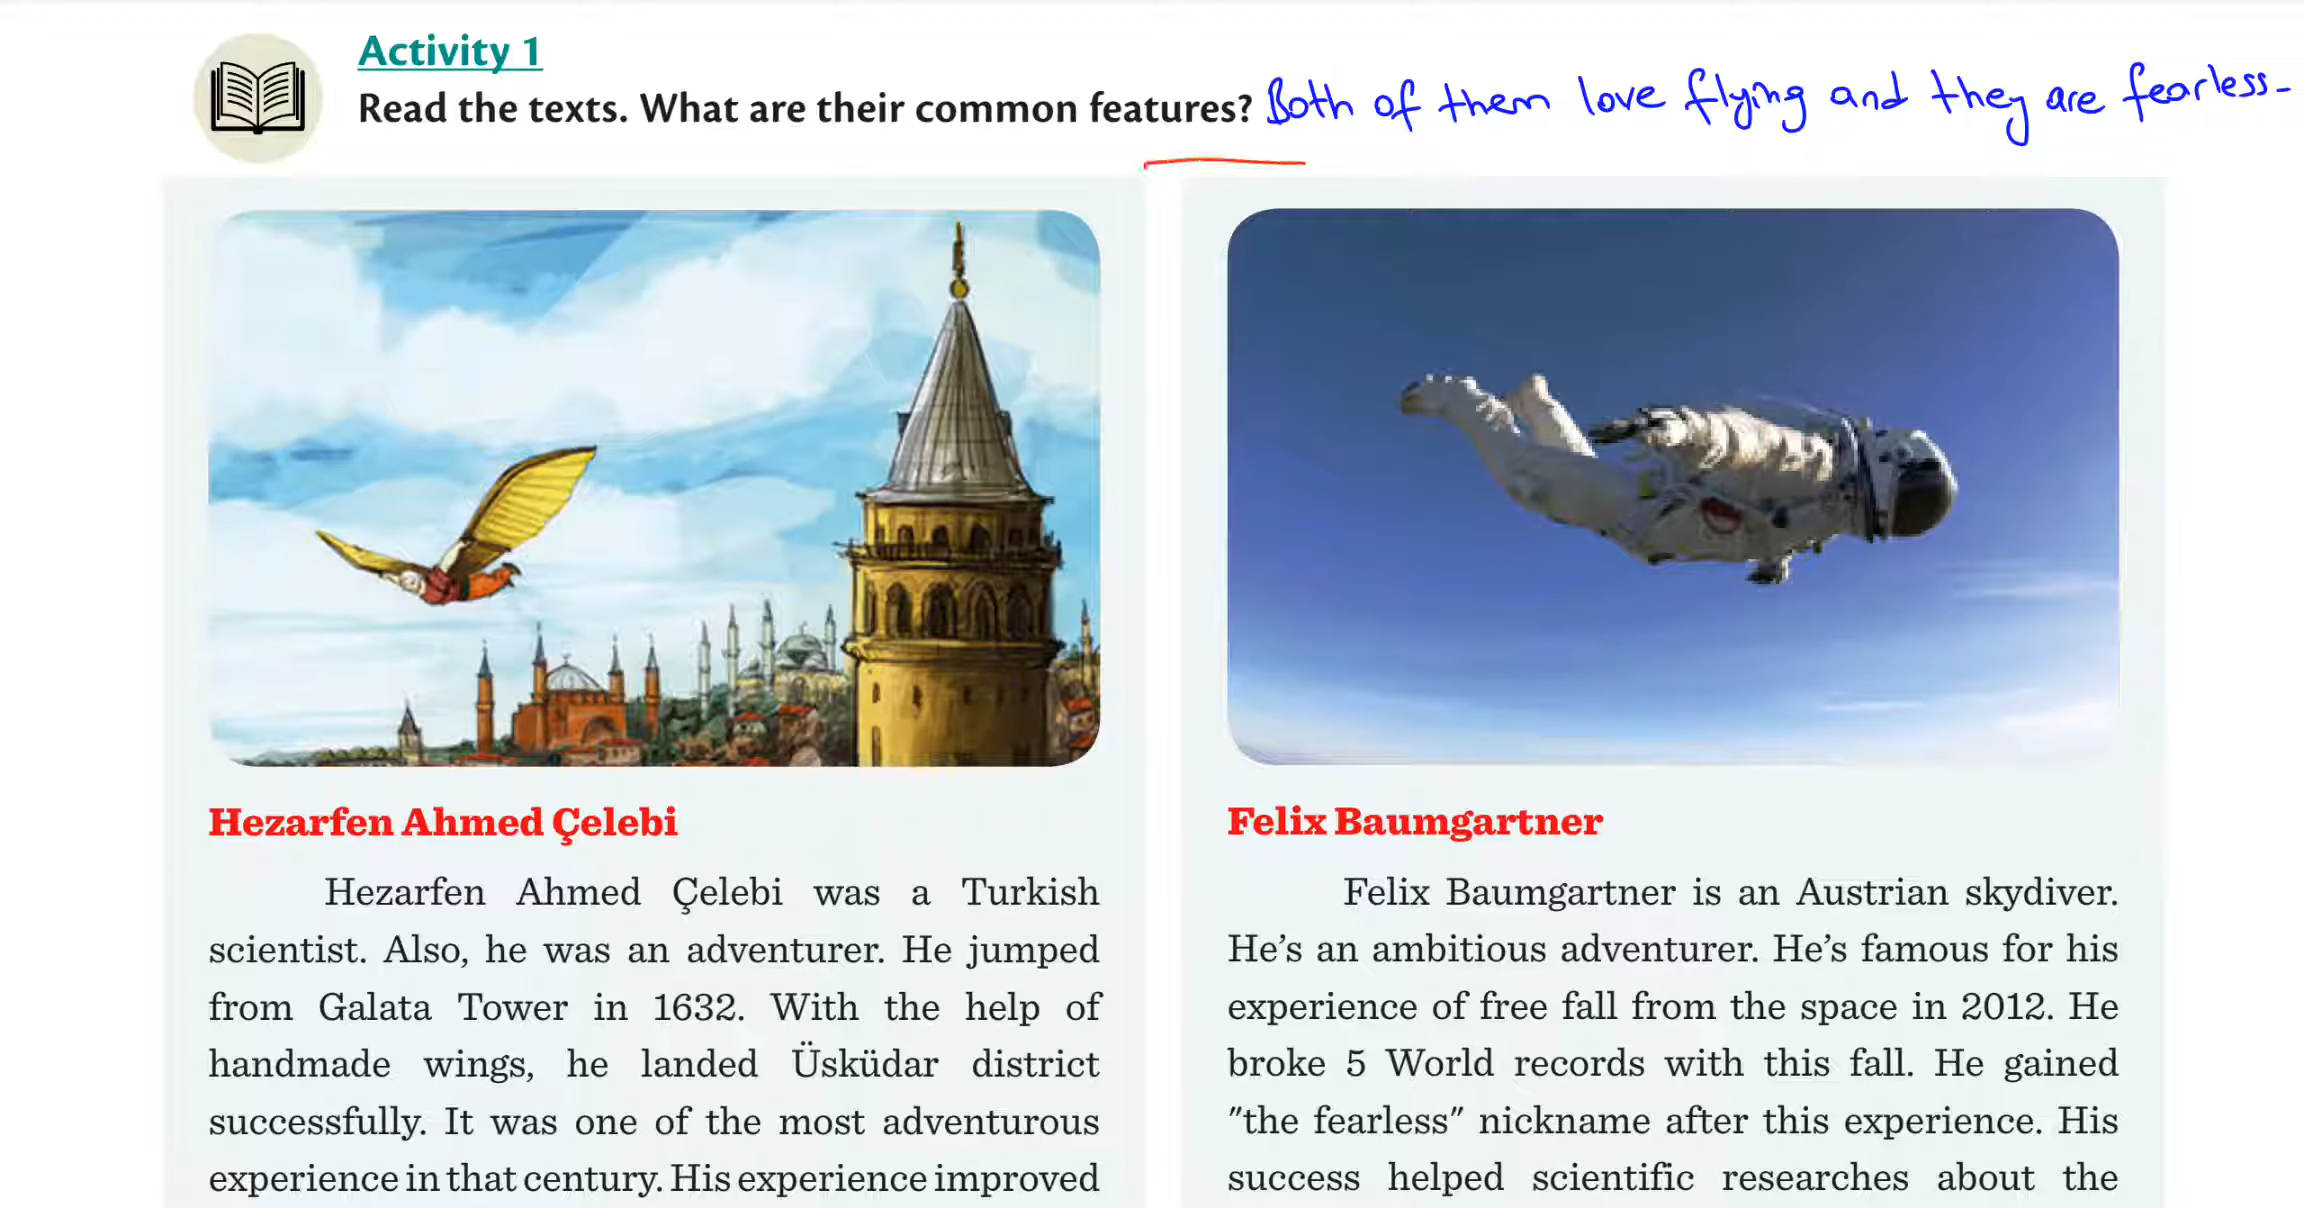 Activity 1
Read the texts. What are their common features? Both of them love flying and they are fearless.
Hezarfen Ahmed Çelebi
Hezarfen Ahmed Çelebi was a Turkish
scientist. Also, he was an adventurer. He jumped
from Galata Tower in 1632. With the help of
handmade wings, he landed Üsküdar district
successfully. It was one of the most adventurous
experience in that century. His experience improved
Felix Baumgartner
Felix Baumgartner is an Austrian skydiver.
He's an ambitious adventurer. He's famous for his
experience of free fall from the space in 2012. He
broke 5 World records with this fall. He gained
"the fearless" nickname after this experience. His
success helped scientific researches about the